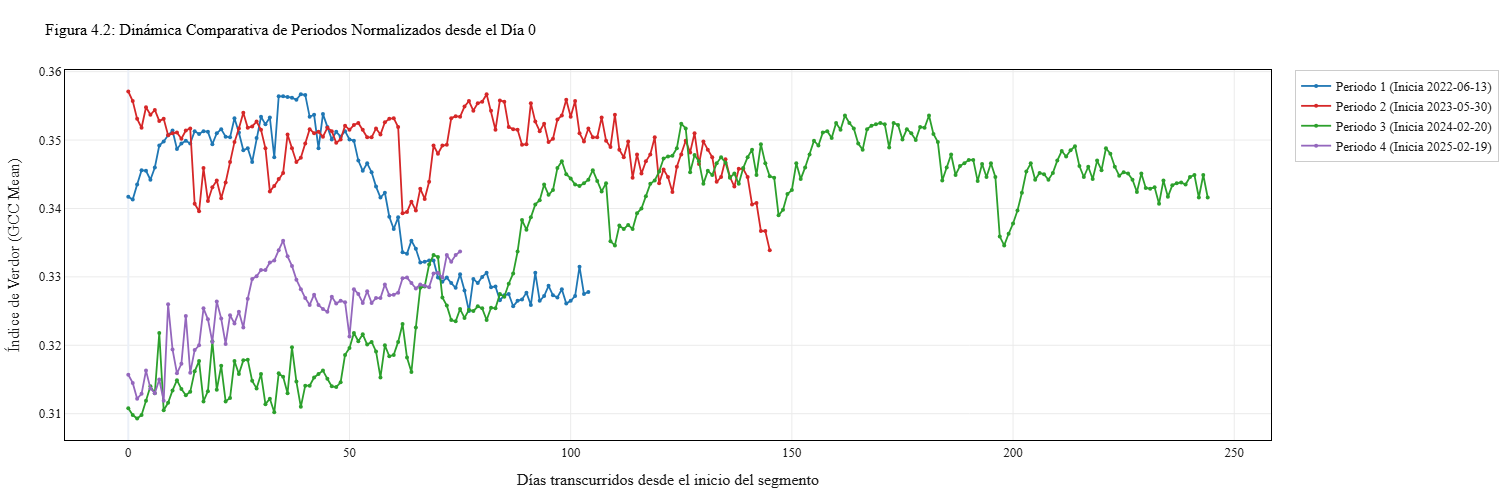 Figura 4.2: Dinámica Comparativa de Periodos Normalizados desde el Día 0
0.36
0.35
0.34
0.33
0.32
0.31
Índice de Verdor (GCC Mean)
0
50
100
150
200
250
Días transcurridos desde el inicio del segmento
Periodo 1 (Inicia 2022-06-13)
Periodo 2 (Inicia 2023-05-30)
Periodo 3 (Inicia 2024-02-20)
Periodo 4 (Inicia 2025-02-19)